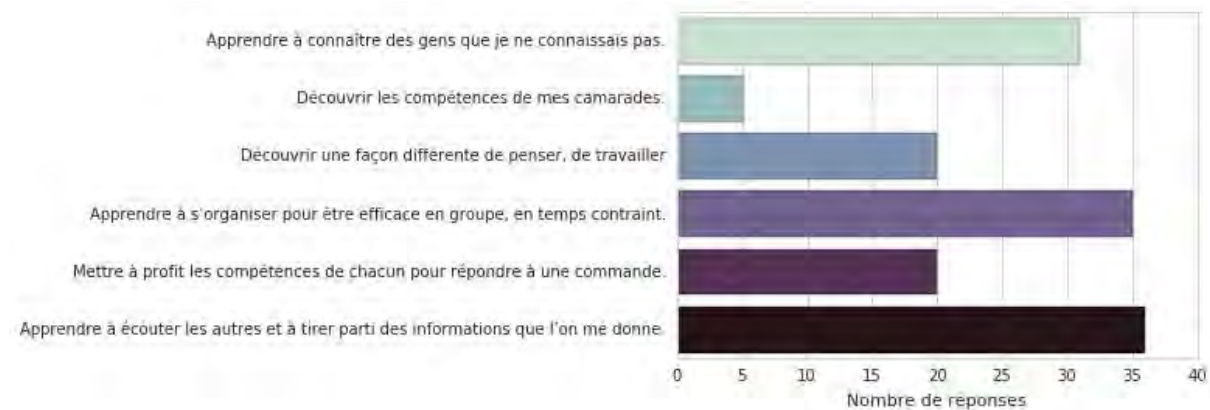 Apprendre à connaître des gens que je ne connaissais pas.
Découvrir les compétences de mes camarades.
Découvrir une façon différente de penser, de travailler
Apprendre à s'organiser pour être efficace en groupe, en temps contraint.
Mettre à profit les compétences de chacun pour répondre à une commande.
Apprendre à écouter les autres et à tirer parti des informations que l'on me donne.
0 5 10 15 20 25 30 35 40
Nombre de reponses